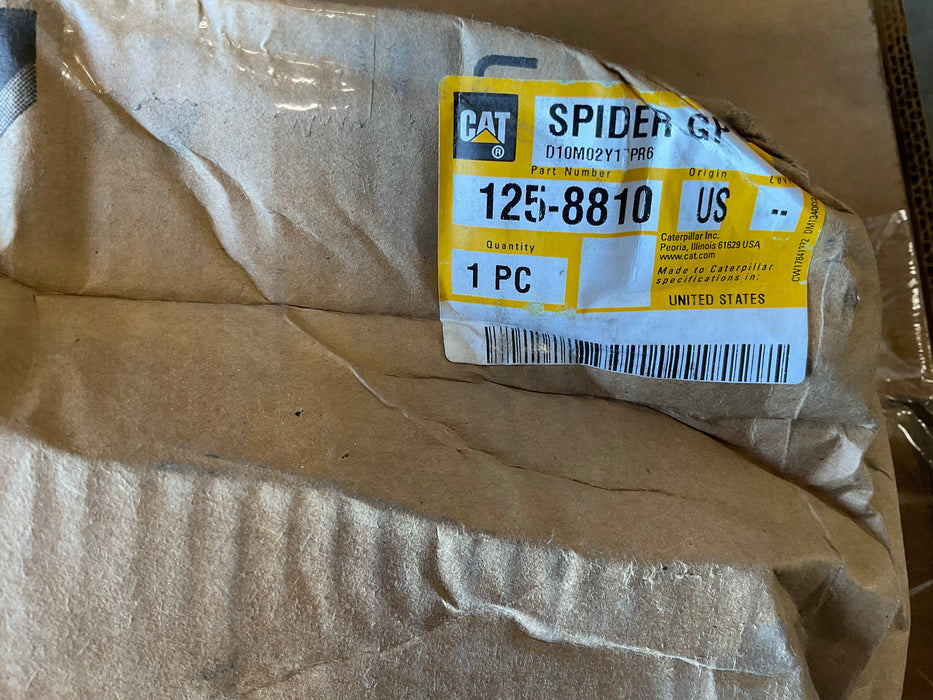 CAT
®
SPIDER GP
Part Number
Origin
125-8810
US
--
Quantity
1 PC
Caterpillar Inc.
Peoria, Illinois 61629 USA
www.cat.com
Made to Caterpillar
specifications in:
UNITED STATES